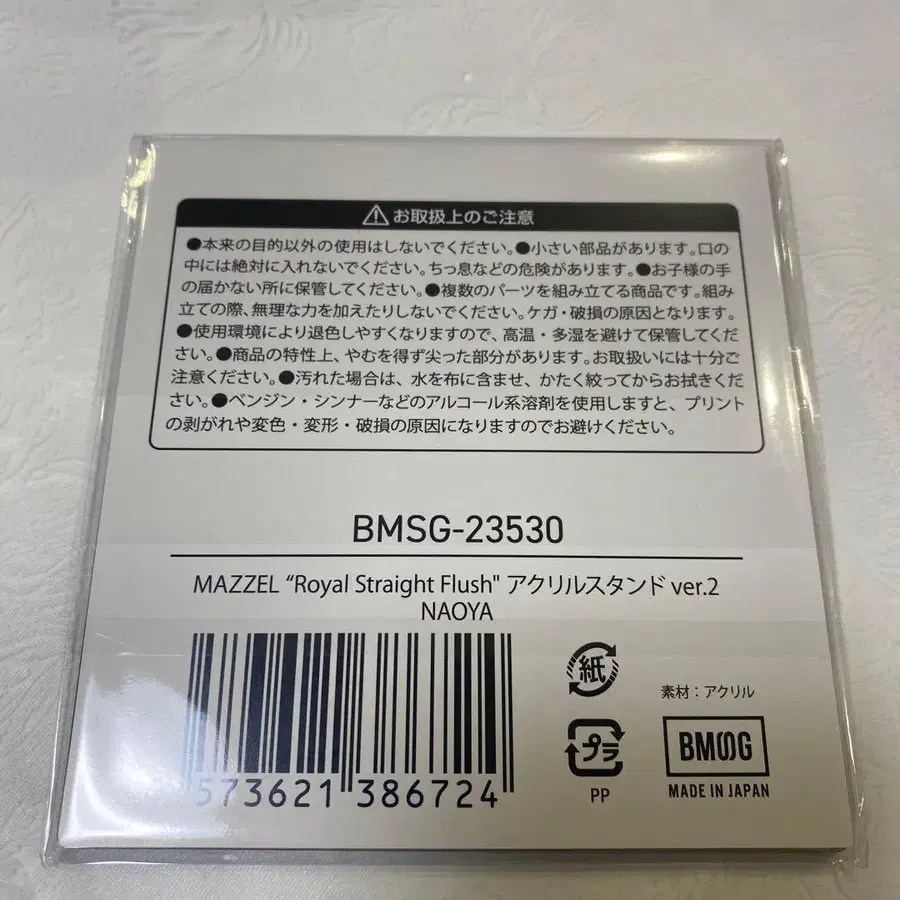 ⚠お取扱上のご注意
●本来の目的以外の使用はしないでください。●小さい部品があります。口の
中には絶対に入れないでください。ちっ息などの危険があります。●お子様の手
の届かない所に保管してください。●複数のパーツを組み立てる商品です。組み
立ての際、無理な力を加えたりしないでください。ケガ・破損の原因となります。
●使用環境により退色しやすくなりますので、高温・多湿を避けて保管してくだ
さい。●商品の特性上、やむを得ず尖った部分があります。お取扱いには十分ご
注意ください。●汚れた場合は、水を布に含ませ、かたく絞ってからお拭きくだ
さい。●ベンジン・シンナーなどのアルコール系溶剤を使用しますと、プリント
の剥がれや変色・変形・破損の原因になりますのでお避けください。
BMSG-23530
MAZZEL “Royal Straight Flush" アクリルスタンド ver.2
NAOYA
573621 386724
紙
プラ
PP
素材：アクリル
BMSG
MADE IN JAPAN